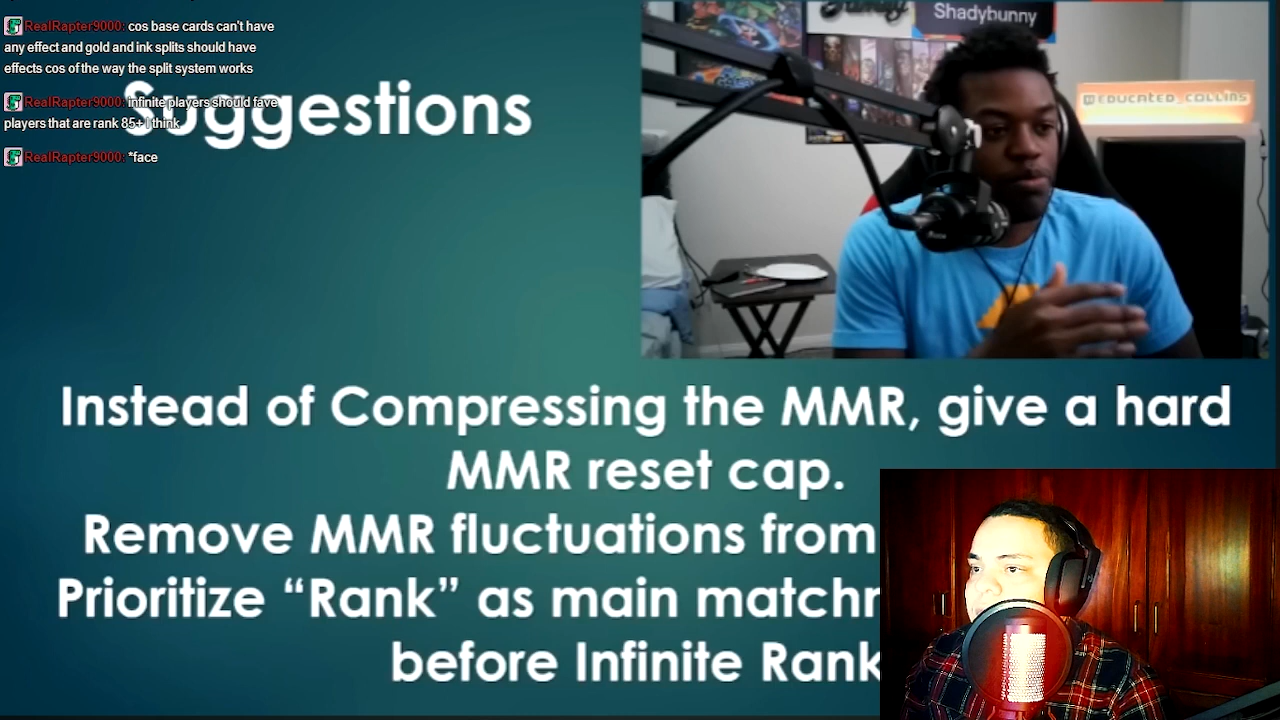 RealRapter9000: cos base cards can't have
any effect and gold and ink splits should have
effects cos of the way the split system works
RealRapter9000: infinite players should fave
players that are rank 85+ i think
RealRapter9000: *face
Suggestions
Shadybunny
@EDUCATED_COLLINS
Instead of Compressing the MMR, give a hard
MMR reset cap.
Remove MMR fluctuations from
Prioritize “Rank” as main matchr
before Infinite Rank